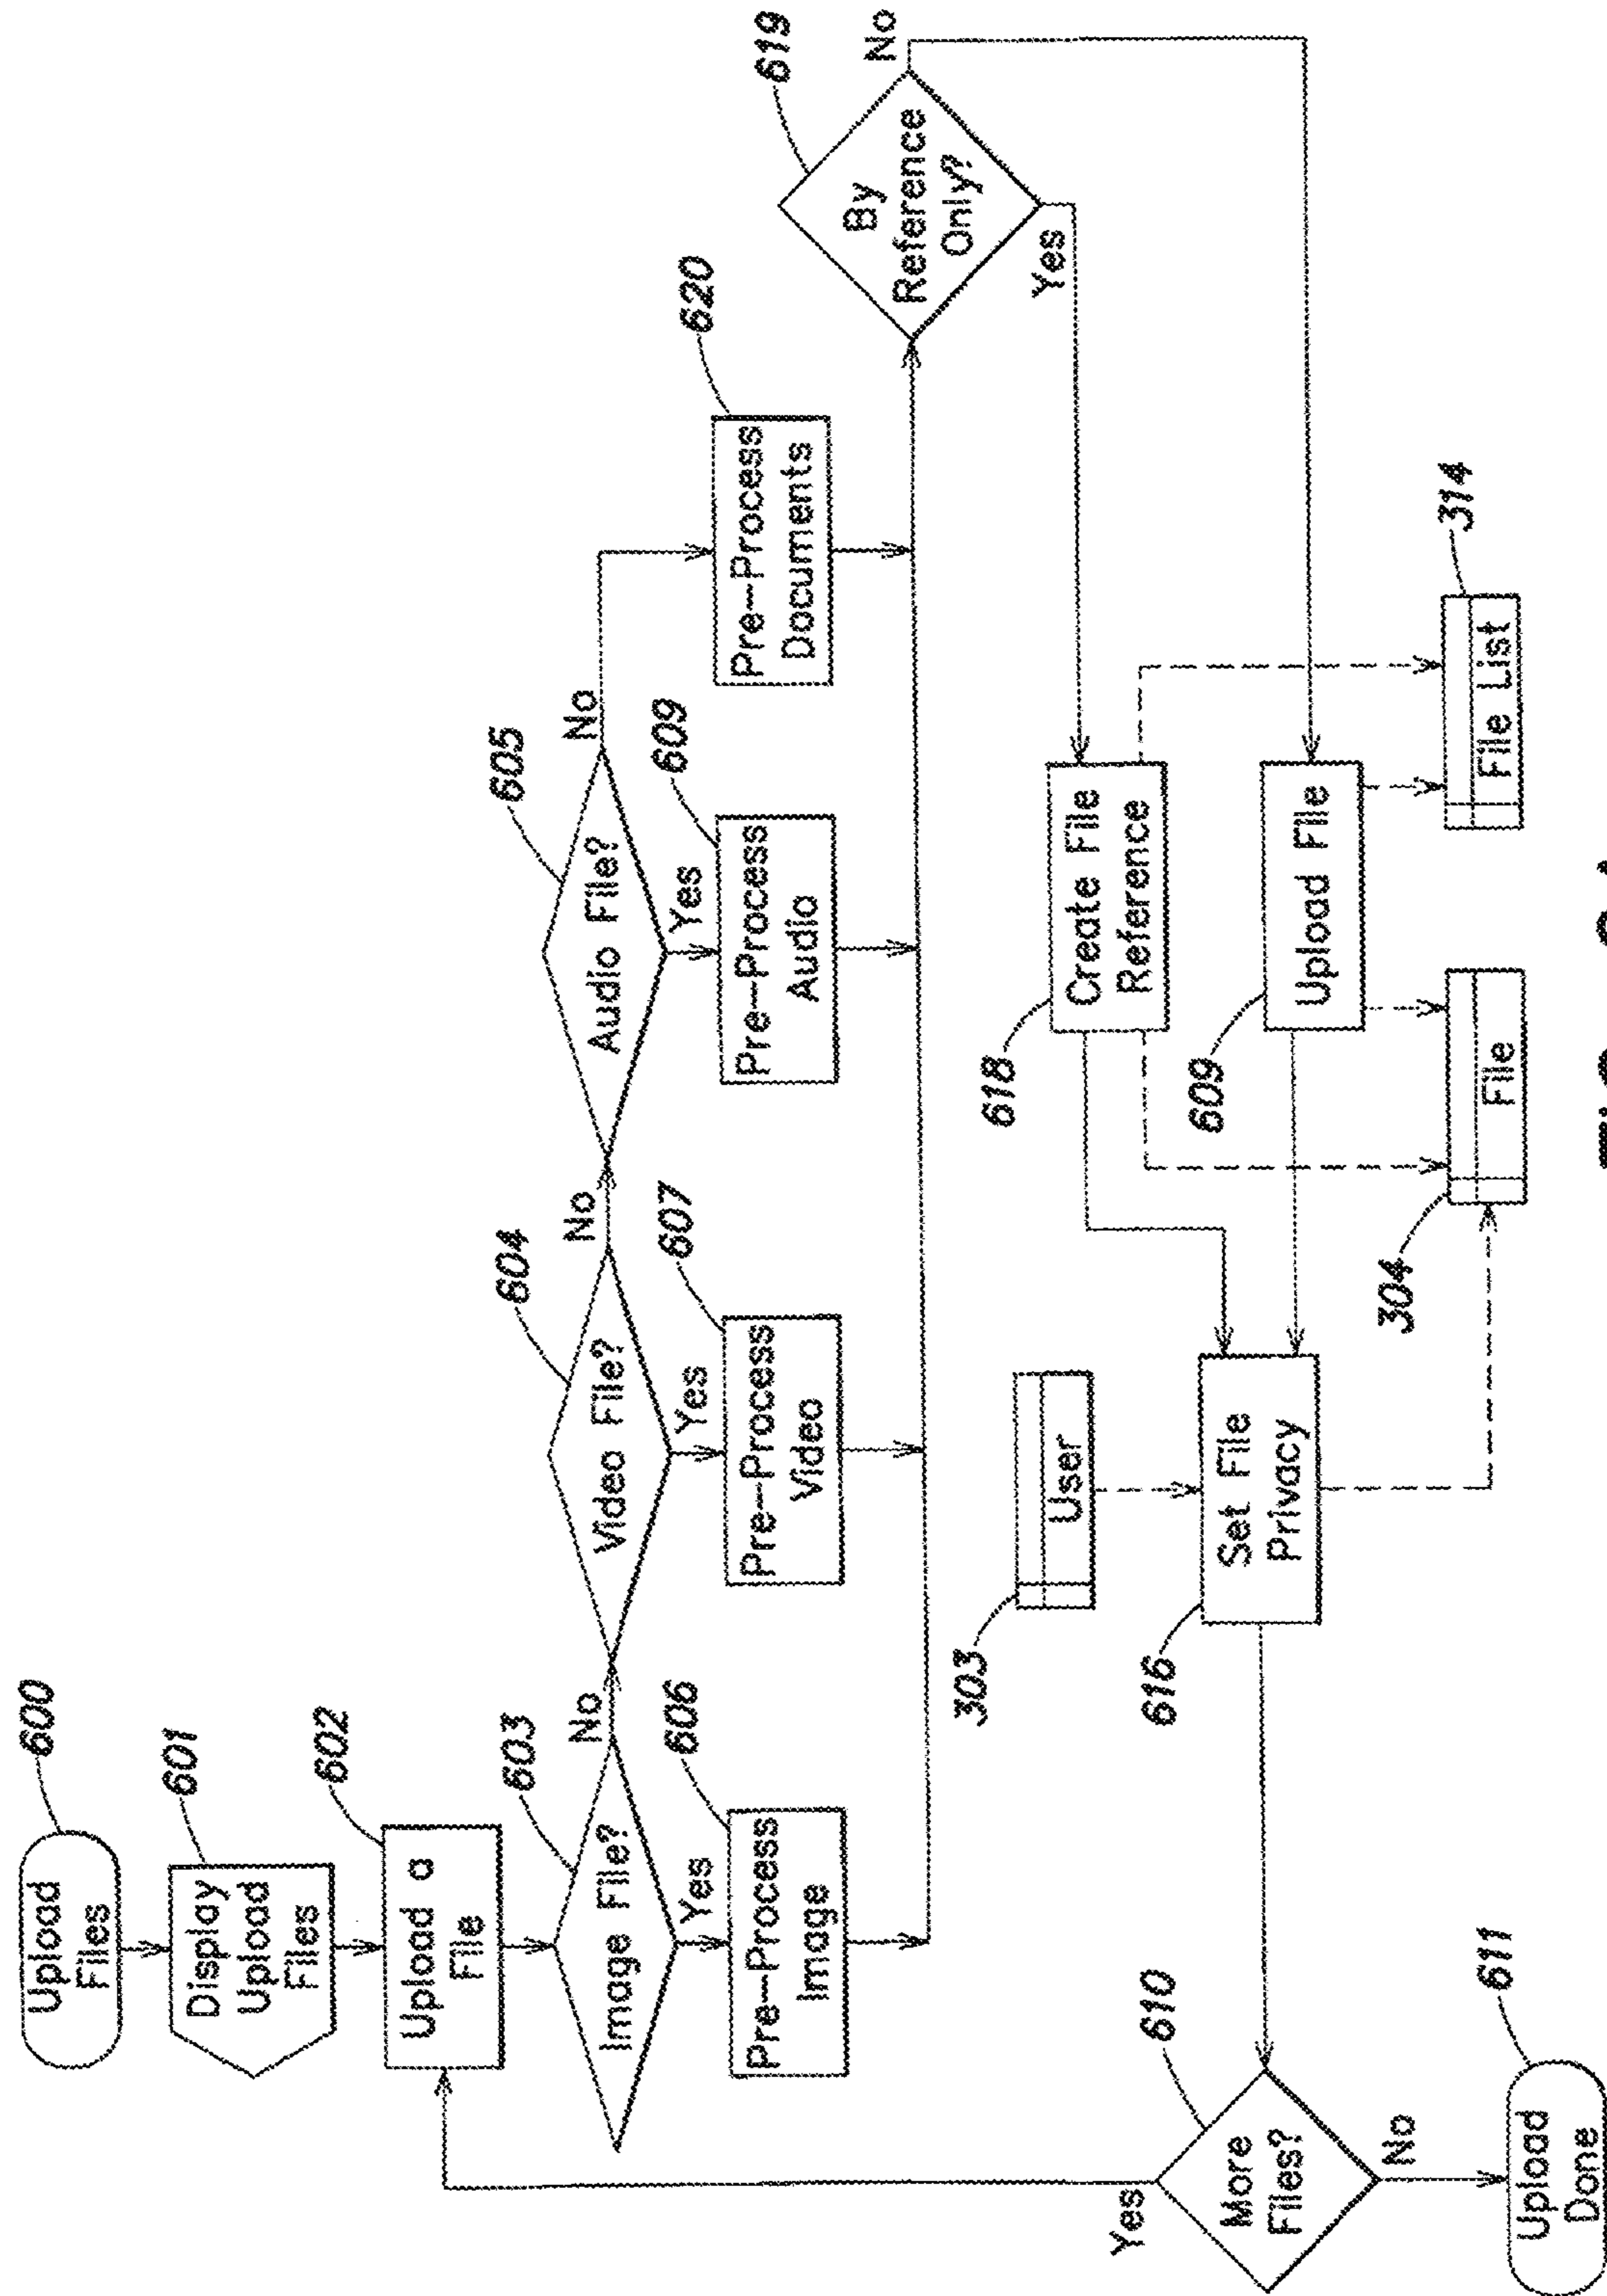 600
Upload
Files
601
Display
Upload
Files
602
Upload a
File
603
Image File?
No
Yes
604
Video File?
No
Yes
605
Audio File?
No
Yes
606
Pre-Process
Image
607
Pre-Process
Video
609
Pre-Process
Audio
620
Pre-Process
Documents
619
By
Reference
Only?
No
Yes
618
Create File
Reference
609
Upload File
303
User
616
Set File
Privacy
304
File
314
File List
610
More
Files?
Yes
No
611
Upload
Done